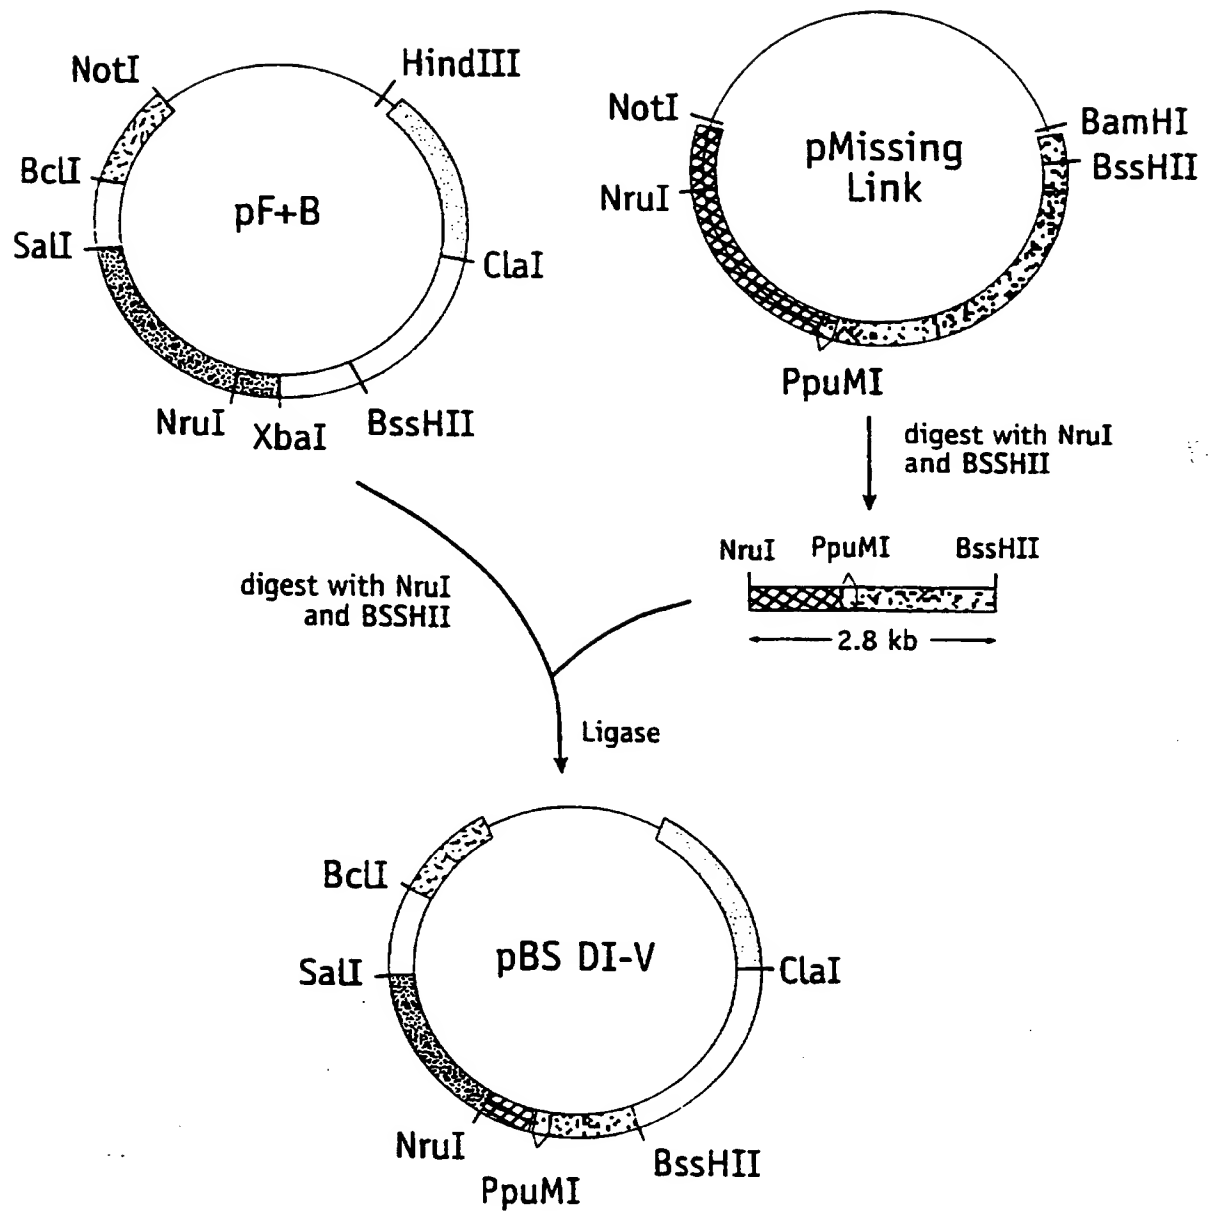 NotI
HindIII
BclI
pF+B
SalI
ClaI
NruI
XbaI
BssHII
NotI
BamHI
pMissing
Link
BssHII
NruI
PpuMI
digest with NruI
and BSSHII
NruI
PpuMI
BssHII
2.8 kb
digest with NruI
and BSSHII
Ligase
BclI
pBS DI-V
SalI
ClaI
NruI
PpuMI
BssHII